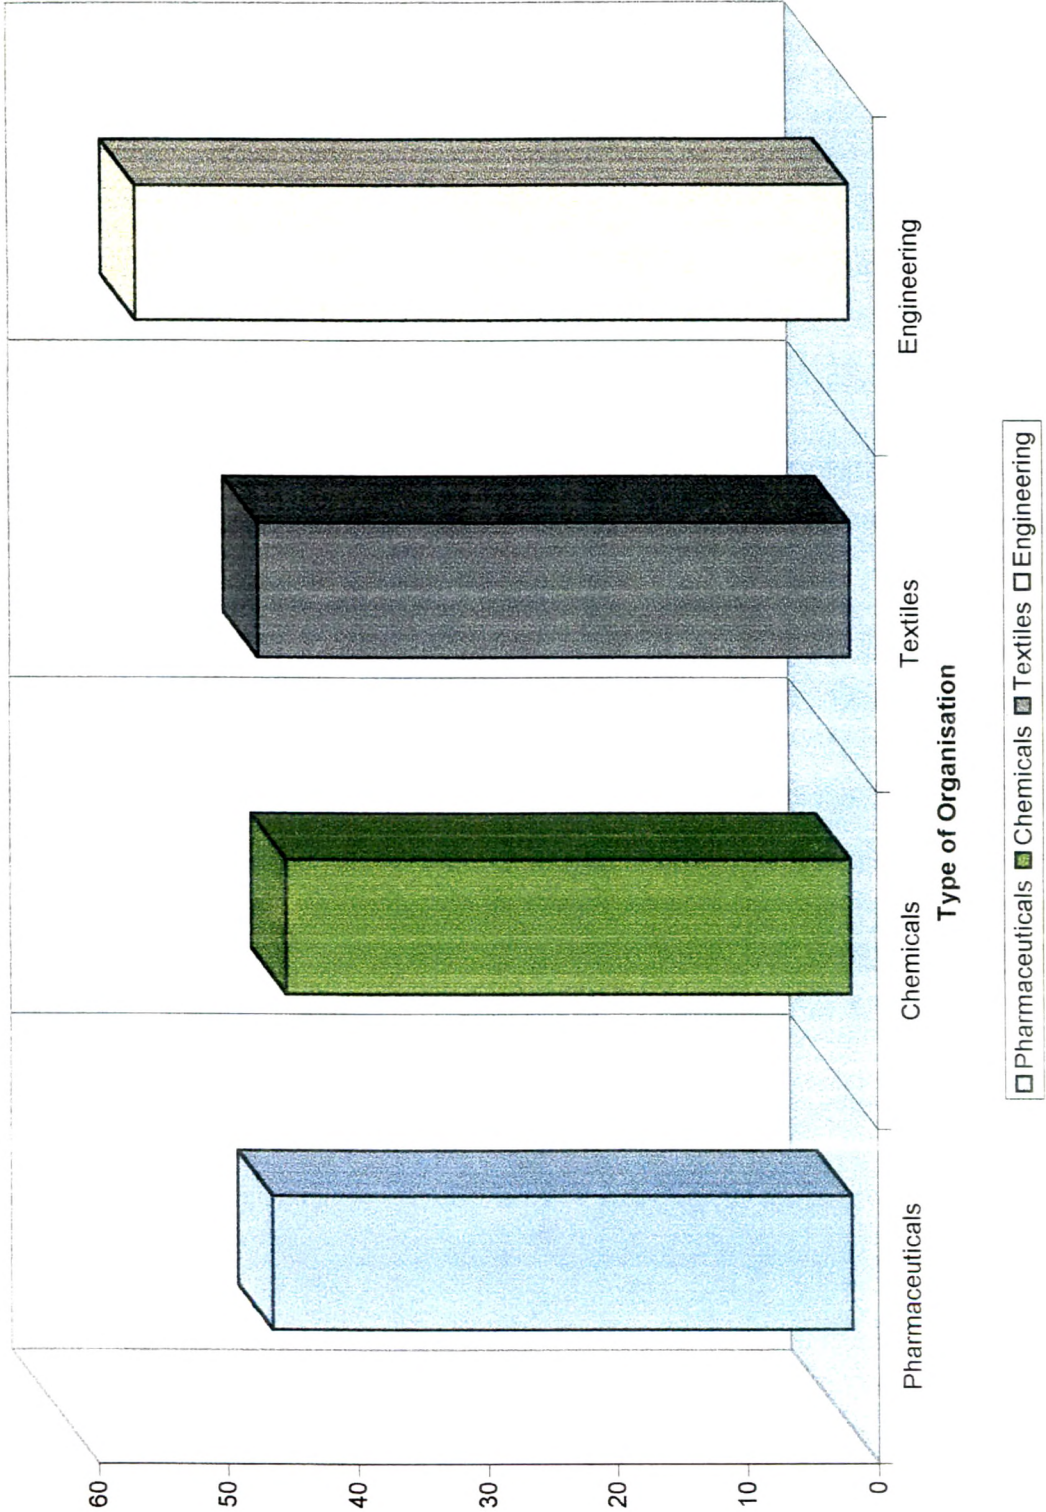 60
50
40
30
20
10
0
Pharmaceuticals
Chemicals
Textiles
Engineering
Type of Organisation
Pharmaceuticals Chemicals Textiles Engineering